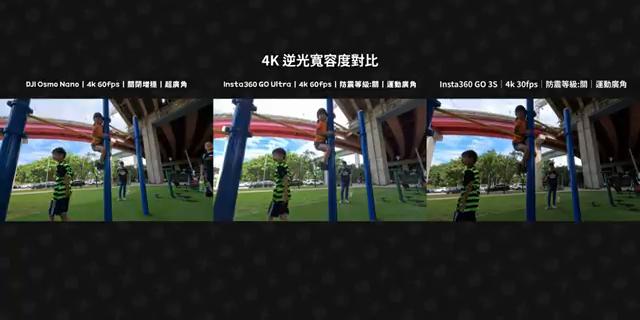 4K 逆光寬容度對比
DJI Osmo Nano | 4k 60fps | 關閉增穩 | 超廣角
Insta360 GO Ultra | 4k 60fps | 防震等級:關 | 運動廣角
Insta360 GO 3S | 4k 30fps | 防震等級:關 | 運動廣角